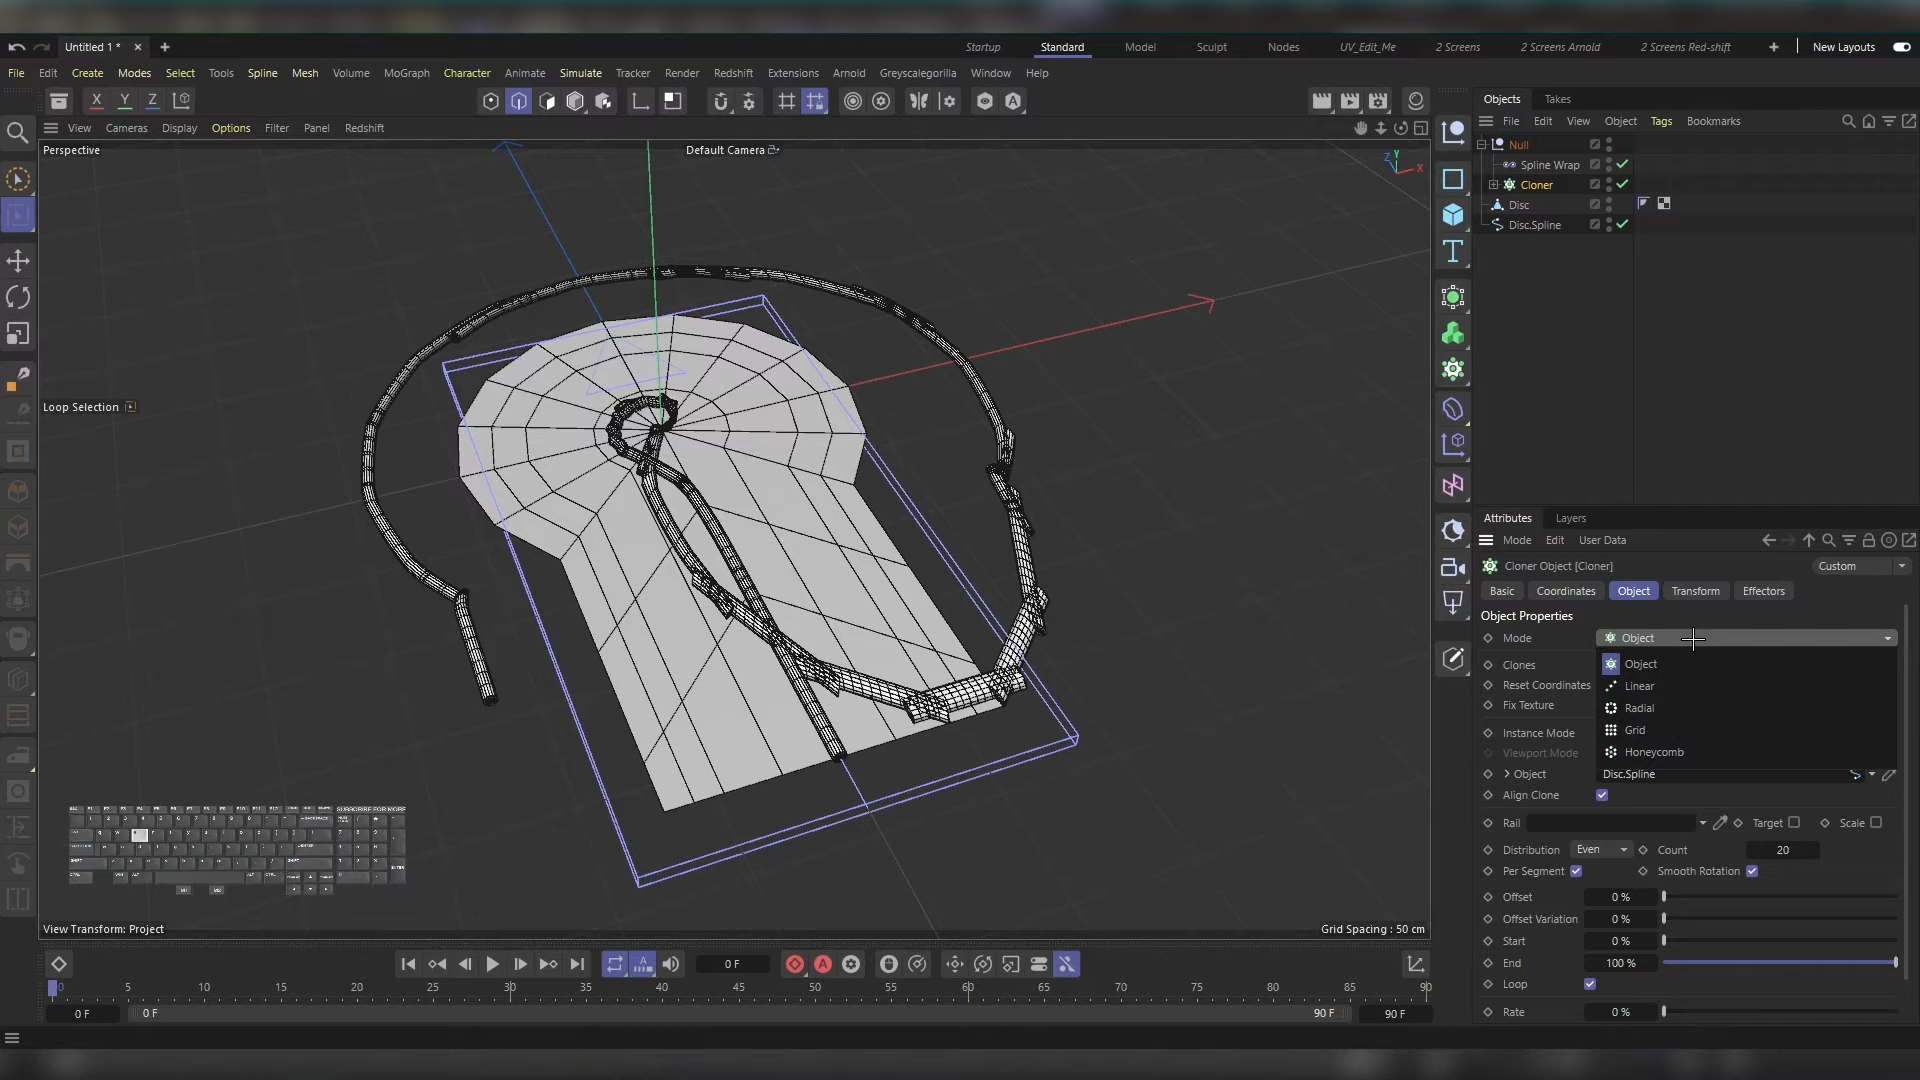 Untitled 1 *
Startup Standard Model Sculpt Nodes UV_Edit_Me 2 Screens 2 Screens Arnold 2 Screens Red-shift New Layouts
File Edit Create Modes Select Tools Spline Mesh Volume MoGraph Character Animate Simulate Tracker Render Redshift Extensions Arnold Greyscalegorilla Window Help
X Y Z
Objects Takes
View Cameras Display Options Filter Panel Redshift
File Edit View Object Tags Bookmarks
Perspective
Default Camera
Z Y X
Null
Spline Wrap
Cloner
Disc
Disc.Spline
Loop Selection
Attributes Layers
Mode Edit User Data
Cloner Object [Cloner]
Custom
Basic Coordinates Object Transform Effectors
Object Properties
Mode Object
Clones
Object
Linear
Reset Coordinates
Fix Texture
Radial
Grid
Instance Mode
Viewport Mode
Honeycomb
Object Disc.Spline
Align Clone
Rail Target Scale
Distribution Even Count 20
Per Segment Smooth Rotation
Offset 0 %
Offset Variation 0 %
Start 0 %
End 100 %
Loop
Rate 0 %
SUBSCRIBE FOR MORE
View Transform: Project
Grid Spacing : 50 cm
0 F
0 5 10 15 20 25 30 35 40 45 50 55 60 65 70 75 80 85 90
0 F 0 F 90 F 90 F